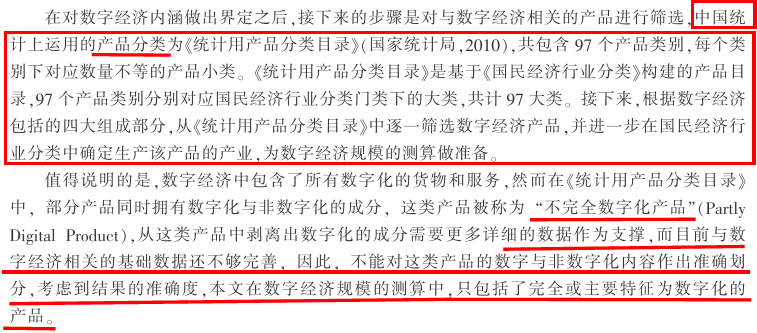 在对数字经济内涵做出界定之后,接下来的步骤是对与数字经济相关的产品进行筛选,中国统
计上运用的产品分类为《统计用产品分类目录》(国家统计局,2010),共包含 97 个产品类别,每个类
别下对应数量不等的产品小类。《统计用产品分类目录》是基于《国民经济行业分类》构建的产品目
录,97 个产品类别分别对应国民经济行业分类门类下的大类,共计 97 大类。接下来,根据数字经济
包括的四大组成部分,从《统计用产品分类目录》中逐一筛选数字经济产品,并进一步在国民经济行
业分类中确定生产该产品的产业,为数字经济规模的测算做准备。
值得说明的是,数字经济中包含了所有数字化的货物和服务,然而在《统计用产品分类目录》
中，部分产品同时拥有数字化与非数字化的成分，这类产品被称为“不完全数字化产品”(Partly
Digital Product),从这类产品中剥离出数字化的成分需要更多详细的数据作为支撑,而目前与数
字经济相关的基础数据还不够完善，因此，不能对这类产品的数字与非数字化内容作出准确划
分,考虑到结果的准确度,本文在数字经济规模的测算中,只包括了完全或主要特征为数字化的
产品。